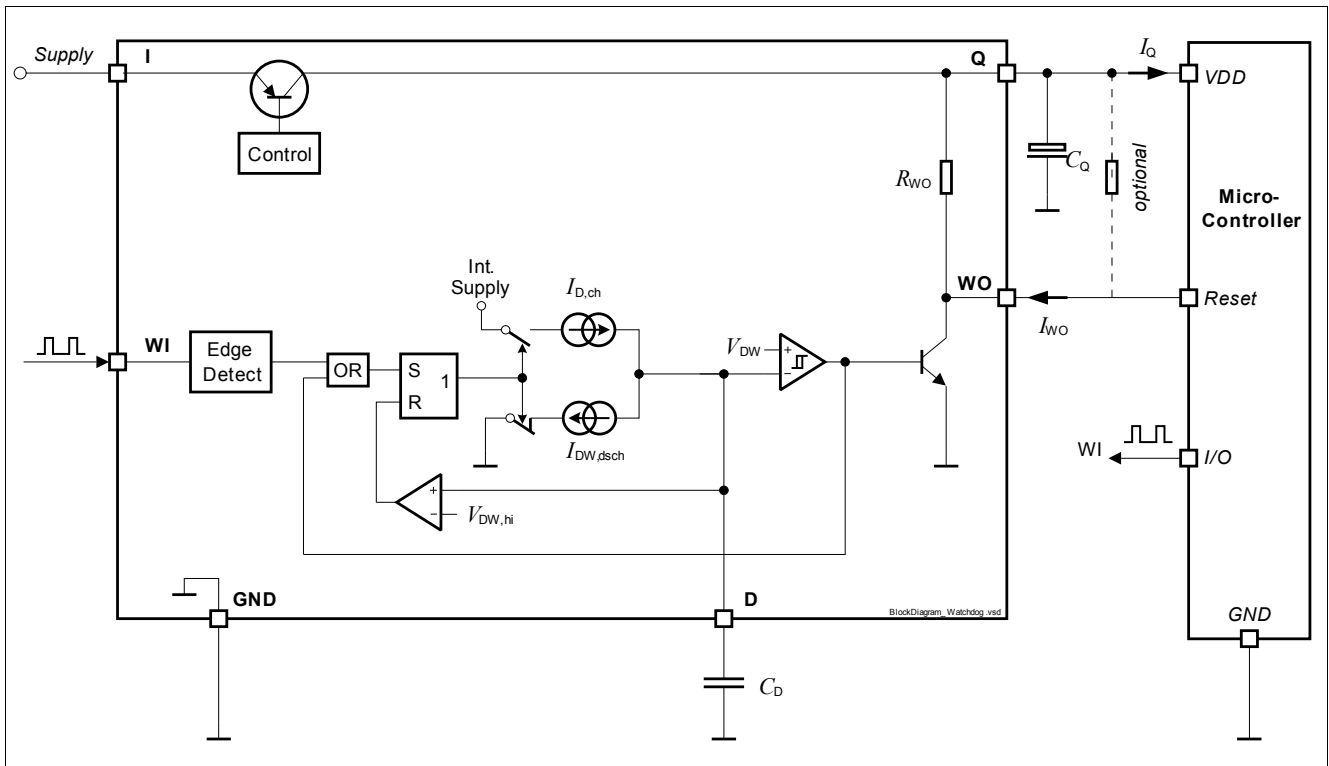 Supply
I
Q
I_Q
VDD
Control
C_Q
optional
R_WO
Micro-
Controller
Int.
Supply
I_D,ch
WO
Reset
I_WO
WI
Edge
Detect
OR
S
R
1
V_DW
+
−
I_DW,dsch
WI
I/O
+
−
V_DW,hi
GND
D
BlockDiagram_Watchdog.vsd
GND
C_D